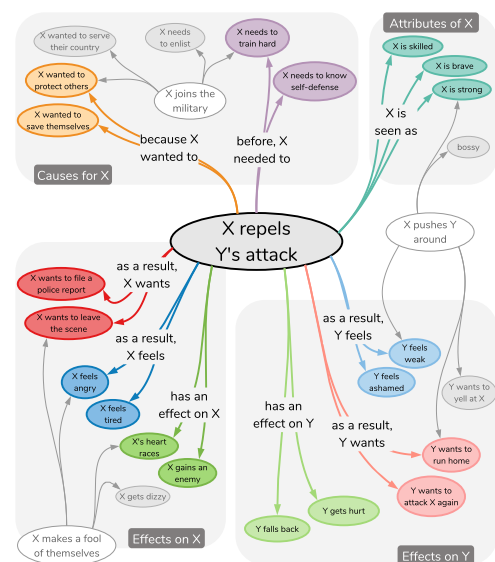 Attributes of X
X wanted to serve
their country
X needs
to enlist
X needs to
train hard
X is skilled
X is brave
X is strong
X wanted to
protect others
X needs to know
self-defense
X joins the
military
X wanted to
save themselves
because X
wanted to
before, X
needed to
X is
seen as
bossy
Causes for X
X repels
Y's attack
X pushes Y
around
X wants to file a
police report
as a result,
X wants
X wants to leave
the scene
as a result,
X feels
as a result,
Y feels
Y feels
weak
X feels
angry
Y feels
ashamed
Y wants to
yell at X
X feels
tired
has an
effect on X
has an
effect on Y
as a result,
Y wants
X's heart
races
Y wants to
run home
X gains an
enemy
X gets dizzy
Y wants to
attack X again
Y gets hurt
Y falls back
X makes a fool
of themselves
Effects on X
Effects on Y